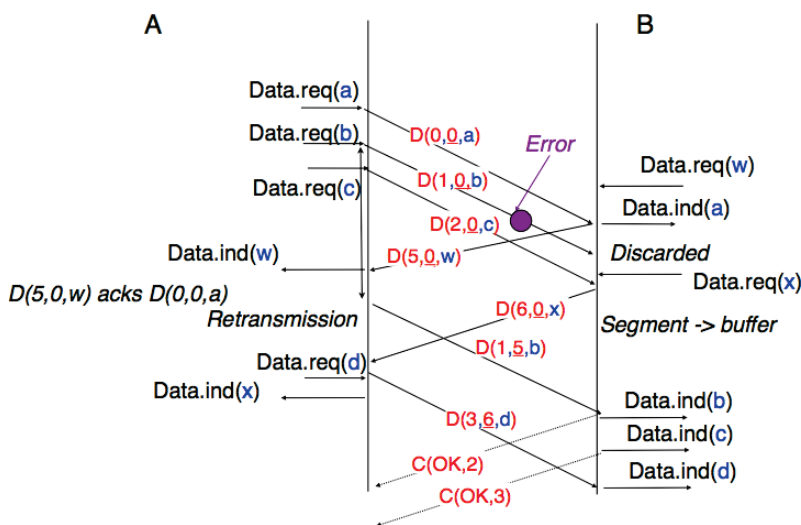 A
B
Data.req(a)
Data.req(b)
D(0,0,a)
Error
Data.req(w)
D(1,0,b)
Data.req(c)
Data.ind(a)
D(2,0,c)
Data.ind(w)
D(5,0,w)
Discarded
Data.req(x)
D(5,0,w) acks D(0,0,a)
D(6,0,x)
Retransmission
Segment -> buffer
D(1,5,b)
Data.req(d)
Data.ind(x)
Data.ind(b)
D(3,6,d)
Data.ind(c)
C(OK,2)
Data.ind(d)
C(OK,3)